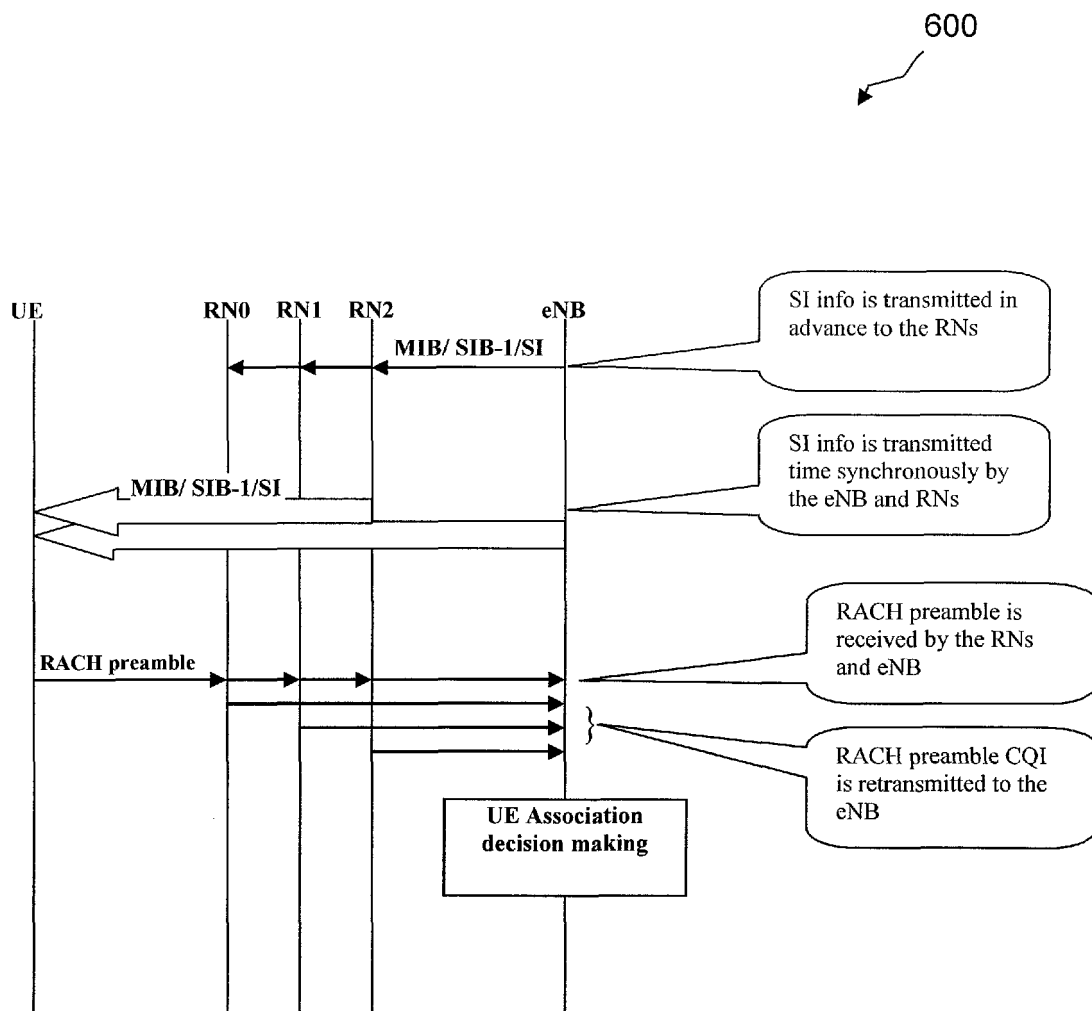 600
UE
RN0
RN1
RN2
eNB
MIB/ SIB-1/SI
SI info is transmitted in
advance to the RNs
MIB/ SIB-1/SI
SI info is transmitted
time synchronously by
the eNB and RNs
RACH preamble
RACH preamble is
received by the RNs
and eNB
}
RACH preamble CQI
is retransmitted to the
eNB
UE Association
decision making